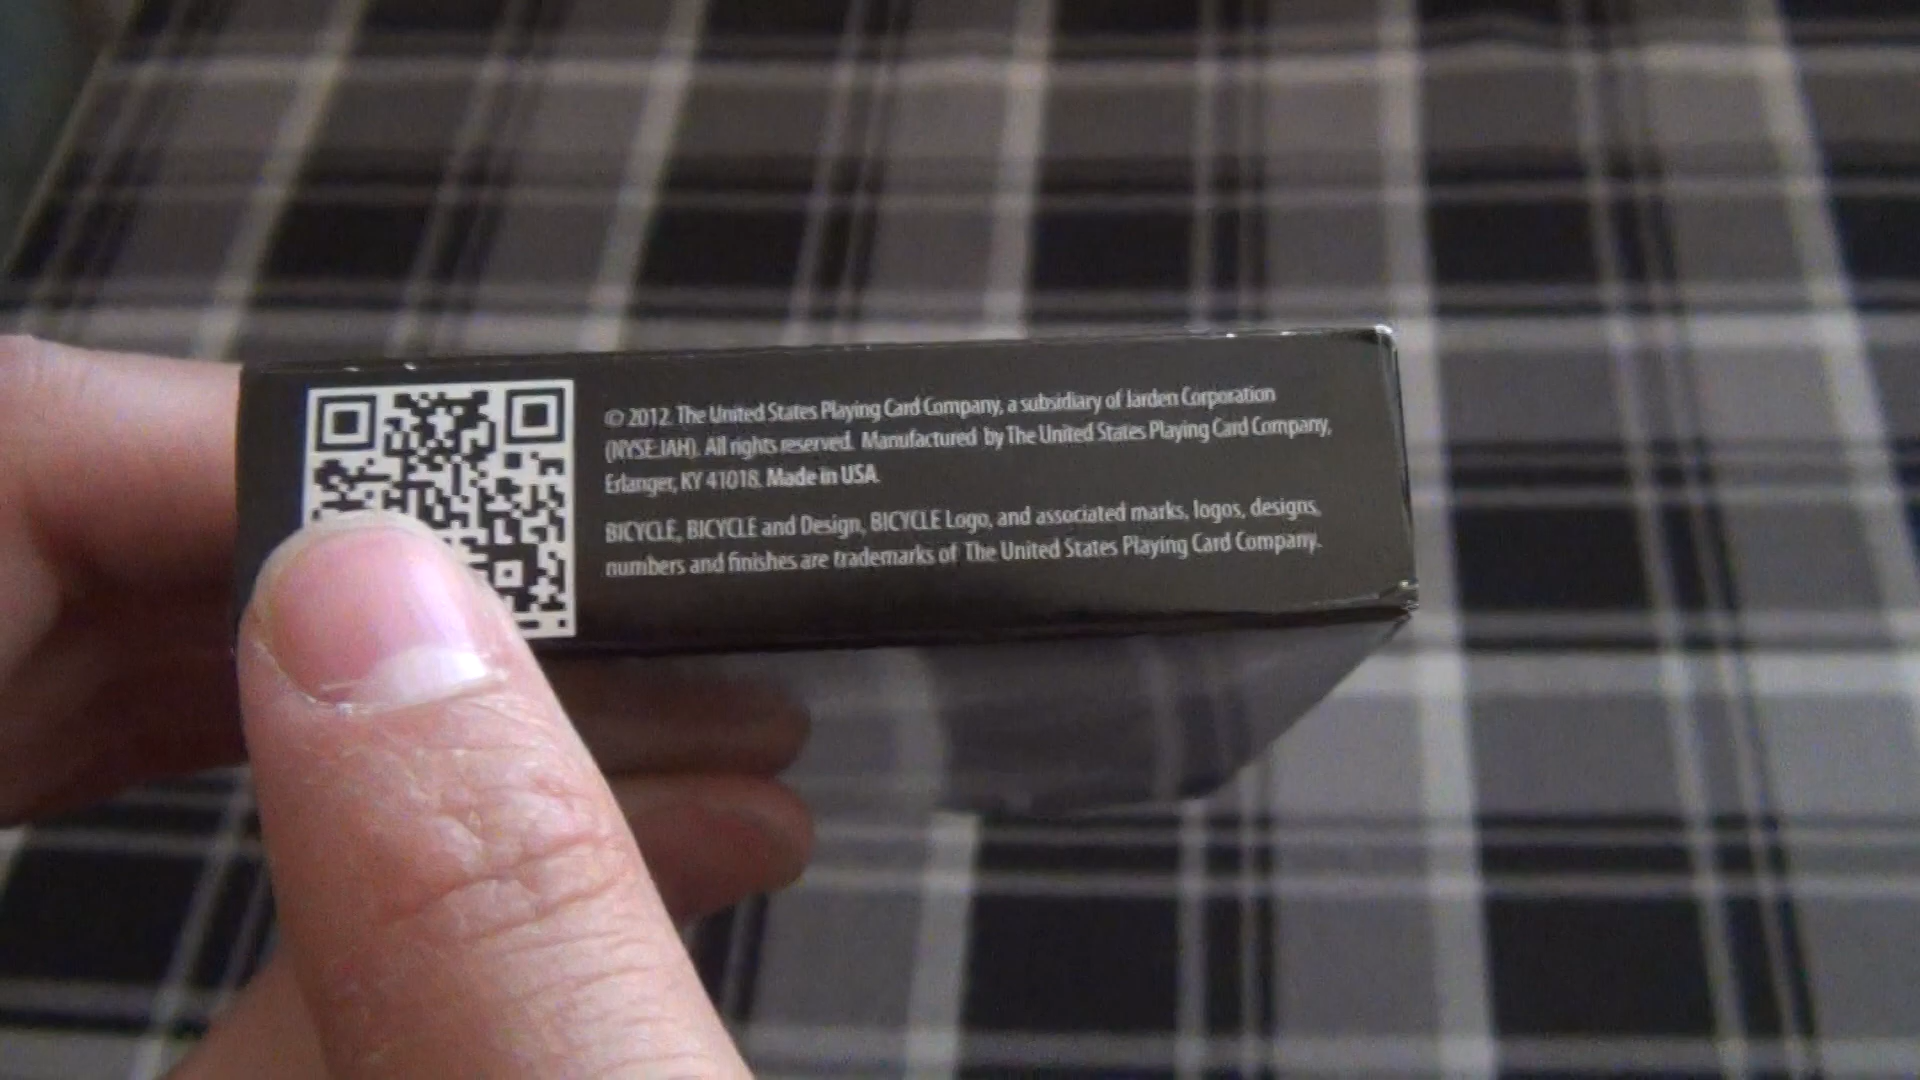 © 2012. The United States Playing Card Company, a subsidiary of Jarden Corporation
(NYSE:JAH). All rights reserved. Manufactured by The United States Playing Card Company,
Erlanger, KY 41018. Made in USA
BICYCLE, BICYCLE and Design, BICYCLE Logo, and associated marks, logos, designs,
numbers and finishes are trademarks of The United States Playing Card Company.